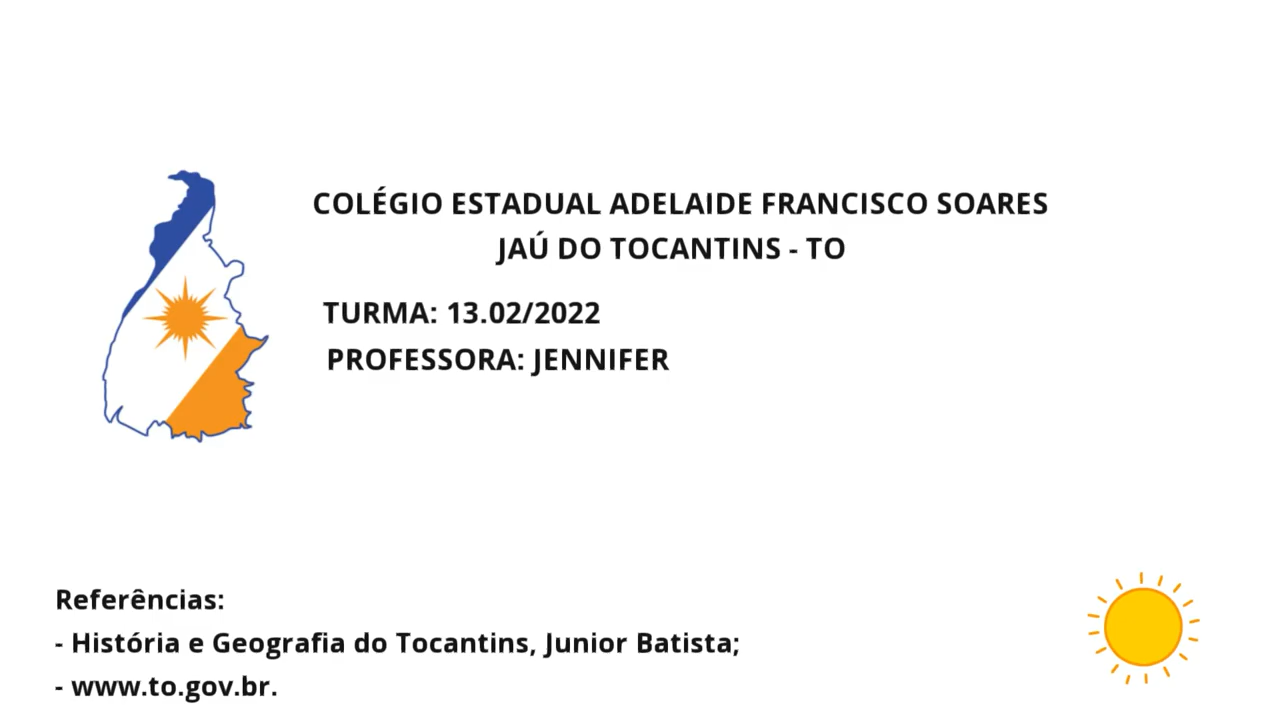 COLÉGIO ESTADUAL ADELAIDE FRANCISCO SOARES
JAÚ DO TOCANTINS - TO
TURMA: 13.02/2022
PROFESSORA: JENNIFER
Referências:
- História e Geografia do Tocantins, Junior Batista;
- www.to.gov.br.